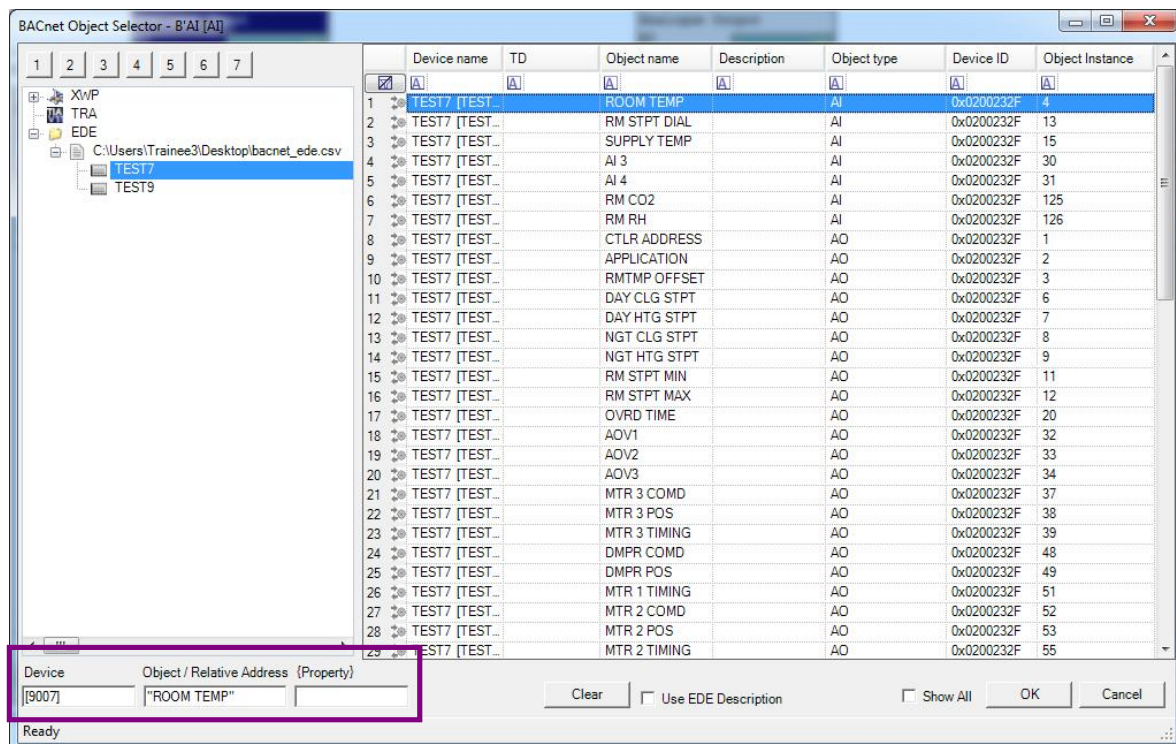 BACnet Object Selector - B'AI [AI]
1 2 3 4 5 6 7
XWP
TRA
EDE
C:\Users\Trainee3\Desktop\bacnet_ede.csv
TEST7
TEST9
Device name TD Object name Description Object type Device ID Object Instance
A A A A A A A
1 TEST7 [TEST... ROOM TEMP AI 0x0200232F 4
2 TEST7 [TEST... RM STPT DIAL AI 0x0200232F 13
3 TEST7 [TEST... SUPPLY TEMP AI 0x0200232F 15
4 TEST7 [TEST... AI 3 AI 0x0200232F 30
5 TEST7 [TEST... AI 4 AI 0x0200232F 31
6 TEST7 [TEST... RM CO2 AI 0x0200232F 125
7 TEST7 [TEST... RM RH AI 0x0200232F 126
8 TEST7 [TEST... CTLR ADDRESS AO 0x0200232F 1
9 TEST7 [TEST... APPLICATION AO 0x0200232F 2
10 TEST7 [TEST... RMTMP OFFSET AO 0x0200232F 3
11 TEST7 [TEST... DAY CLG STPT AO 0x0200232F 6
12 TEST7 [TEST... DAY HTG STPT AO 0x0200232F 7
13 TEST7 [TEST... NGT CLG STPT AO 0x0200232F 8
14 TEST7 [TEST... NGT HTG STPT AO 0x0200232F 9
15 TEST7 [TEST... RM STPT MIN AO 0x0200232F 11
16 TEST7 [TEST... RM STPT MAX AO 0x0200232F 12
17 TEST7 [TEST... OVRD TIME AO 0x0200232F 20
18 TEST7 [TEST... AOV1 AO 0x0200232F 32
19 TEST7 [TEST... AOV2 AO 0x0200232F 33
20 TEST7 [TEST... AOV3 AO 0x0200232F 34
21 TEST7 [TEST... MTR 3 COMD AO 0x0200232F 37
22 TEST7 [TEST... MTR 3 POS AO 0x0200232F 38
23 TEST7 [TEST... MTR 3 TIMING AO 0x0200232F 39
24 TEST7 [TEST... DMPR COMD AO 0x0200232F 48
25 TEST7 [TEST... DMPR POS AO 0x0200232F 49
26 TEST7 [TEST... MTR 1 TIMING AO 0x0200232F 51
27 TEST7 [TEST... MTR 2 COMD AO 0x0200232F 52
28 TEST7 [TEST... MTR 2 POS AO 0x0200232F 53
29 TEST7 [TEST... MTR 2 TIMING AO 0x0200232F 55
Device Object / Relative Address {Property}
[9007] "ROOM TEMP"
Clear Use EDE Description Show All OK Cancel
Ready